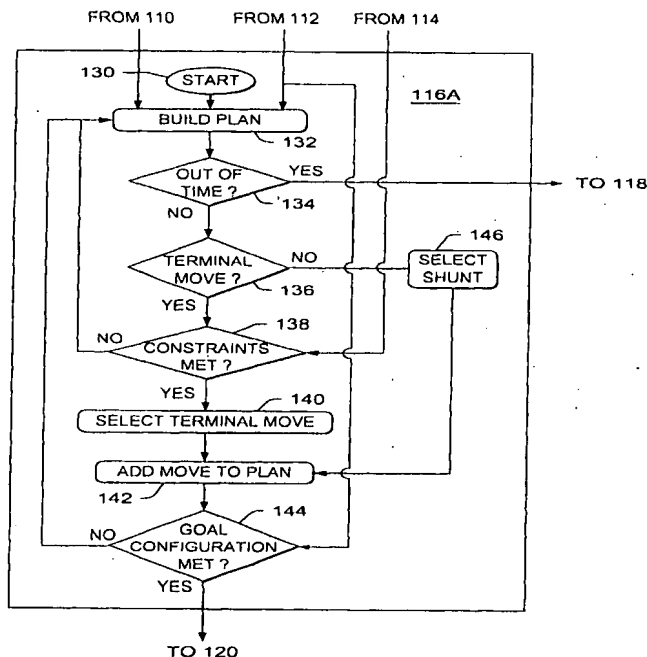 FROM 110
FROM 112
FROM 114
130
START
116A
BUILD PLAN
132
OUT OF
TIME ?
YES
134
TO 118
NO
146
TERMINAL
MOVE ?
NO
SELECT
SHUNT
136
YES
138
NO
CONSTRAINTS
MET ?
YES
140
SELECT TERMINAL MOVE
ADD MOVE TO PLAN
142
144
NO
GOAL
CONFIGURATION
MET ?
YES
TO 120